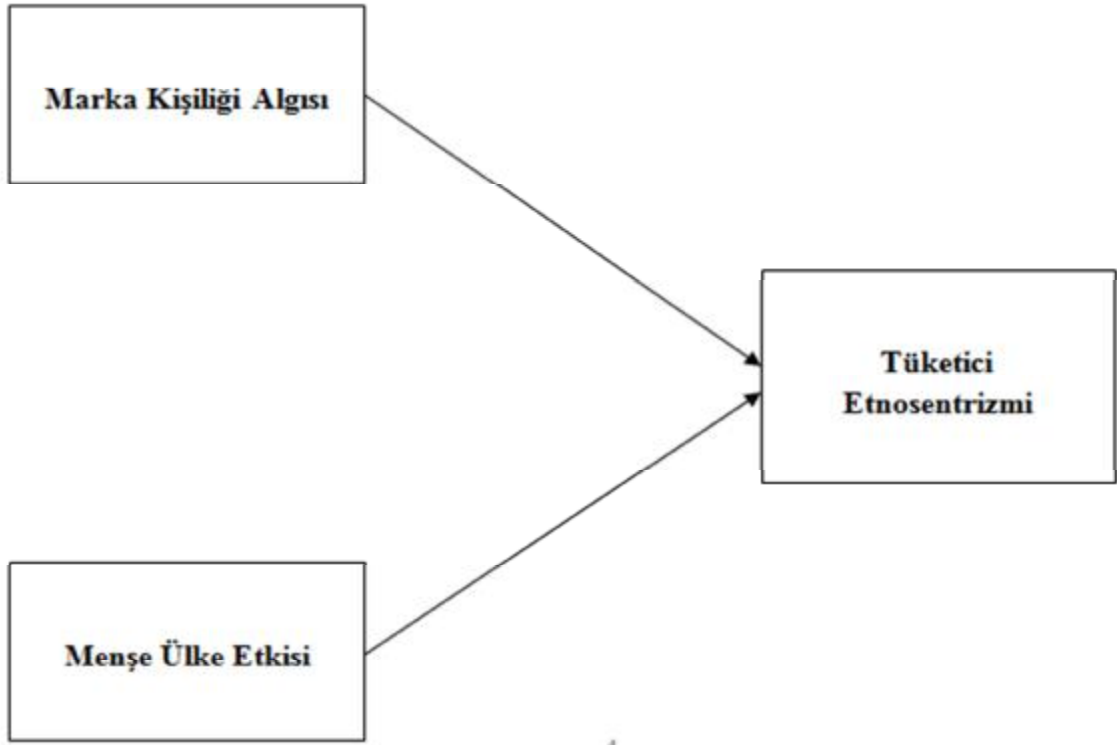 Marka Kişiliği Algısı
Tüketici
Etnosentrizmi
Menşe Ülke Etkisi